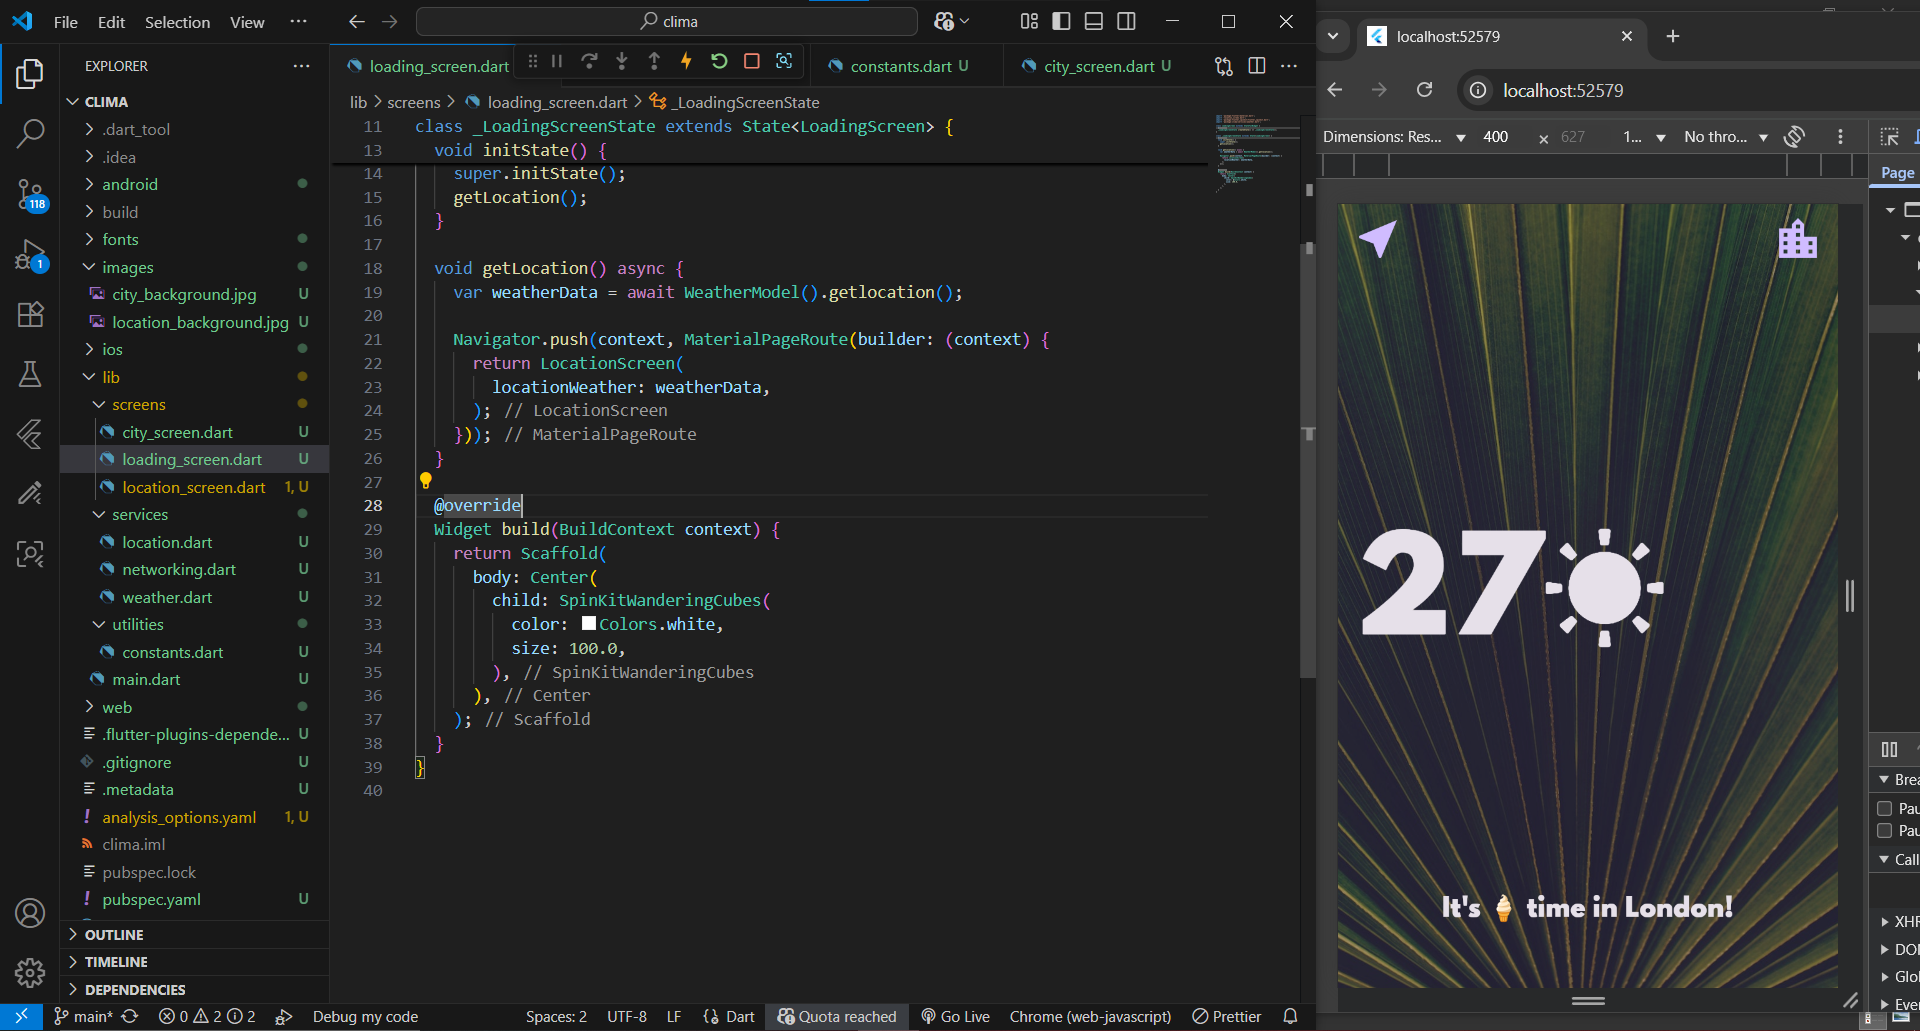 File Edit Selection View ···
clima
localhost:52579
EXPLORER
loading_screen.dart
constants.dart U
city_screen.dart U
lib > screens > loading_screen.dart > _LoadingScreenState
localhost:52579
Dimensions: Res... 400 × 627 1... No thro...
Page
CLIMA
.dart_tool
.idea
android
build
fonts
images
city_background.jpg U
location_background.jpg U
ios
lib
screens
city_screen.dart U
loading_screen.dart U
location_screen.dart 1, U
services
location.dart U
networking.dart U
weather.dart U
utilities
constants.dart U
main.dart U
web
.flutter-plugins-depende... U
.gitignore U
.metadata U
analysis_options.yaml 1, U
clima.iml
pubspec.lock
pubspec.yaml U
OUTLINE
TIMELINE
DEPENDENCIES
118
1
11 class _LoadingScreenState extends State<LoadingScreen> {
13 void initState() {
14 super.initState();
15 getLocation();
16 }
17
18 void getLocation() async {
19 var weatherData = await WeatherModel().getlocation();
20
21 Navigator.push(context, MaterialPageRoute(builder: (context) {
22 return LocationScreen(
23 locationWeather: weatherData,
24 ); // LocationScreen
25 })); // MaterialPageRoute
26 }
27
28 @override
29 Widget build(BuildContext context) {
30 return Scaffold(
31 body: Center(
32 child: SpinKitWanderingCubes(
33 color: Colors.white,
34 size: 100.0,
35 ), // SpinKitWanderingCubes
36 ), // Center
37 ); // Scaffold
38 }
39 }
40
27
It's 🍦 time in London!
Brea
Pau
Pau
Call
XHR
DOM
Glo
Even
main* 0 2 2 Debug my code Spaces: 2 UTF-8 LF {} Dart Quota reached Go Live Chrome (web-javascript) Prettier